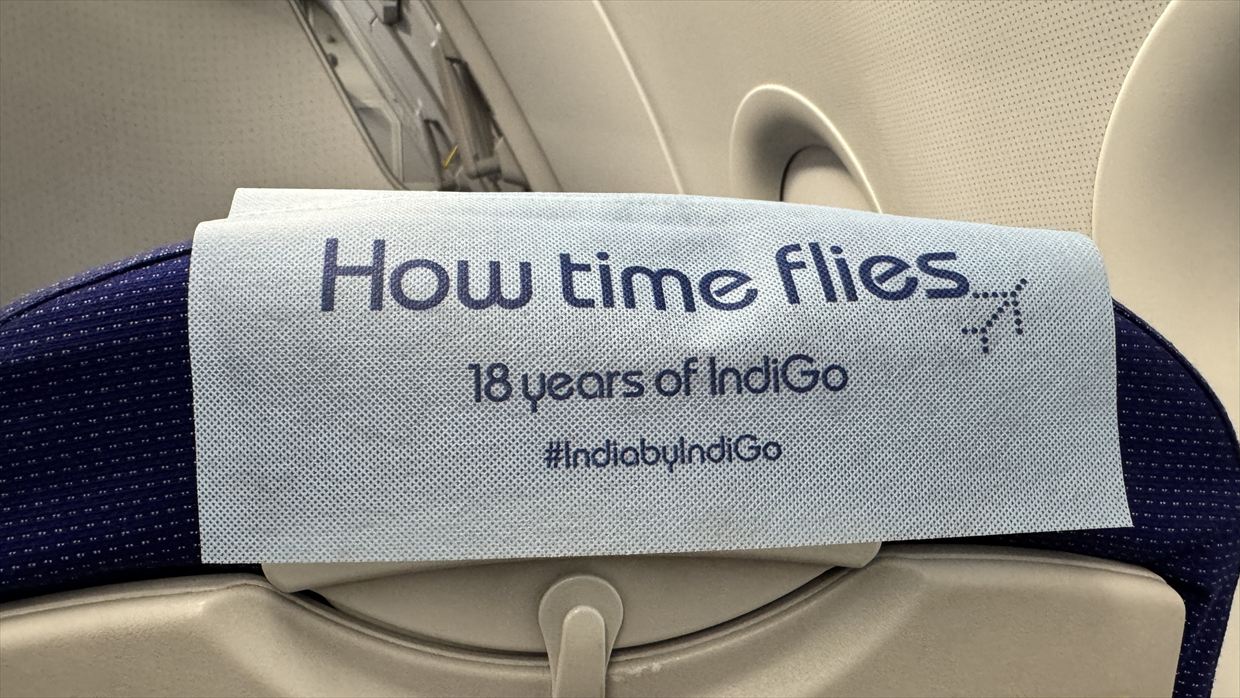 How time flies
18 years of IndiGo
#IndiabyIndiGo